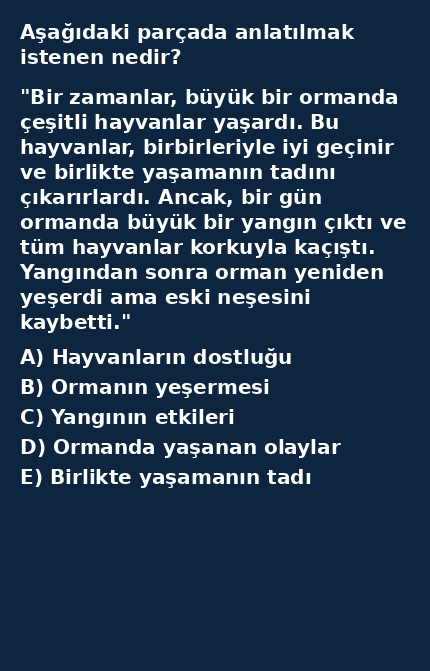 Aşağıdaki parçada anlatılmak
istenen nedir?
"Bir zamanlar, büyük bir ormanda
çeşitli hayvanlar yaşardı. Bu
hayvanlar, birbirleriyle iyi geçinir
ve birlikte yaşamanın tadını
çıkarırlardı. Ancak, bir gün
ormanda büyük bir yangın çıktı ve
tüm hayvanlar korkuyla kaçıştı.
Yangından sonra orman yeniden
yeşerdi ama eski neşesini
kaybetti."
A) Hayvanların dostluğu
B) Ormanın yeşermesi
C) Yangının etkileri
D) Ormanda yaşanan olaylar
E) Birlikte yaşamanın tadı